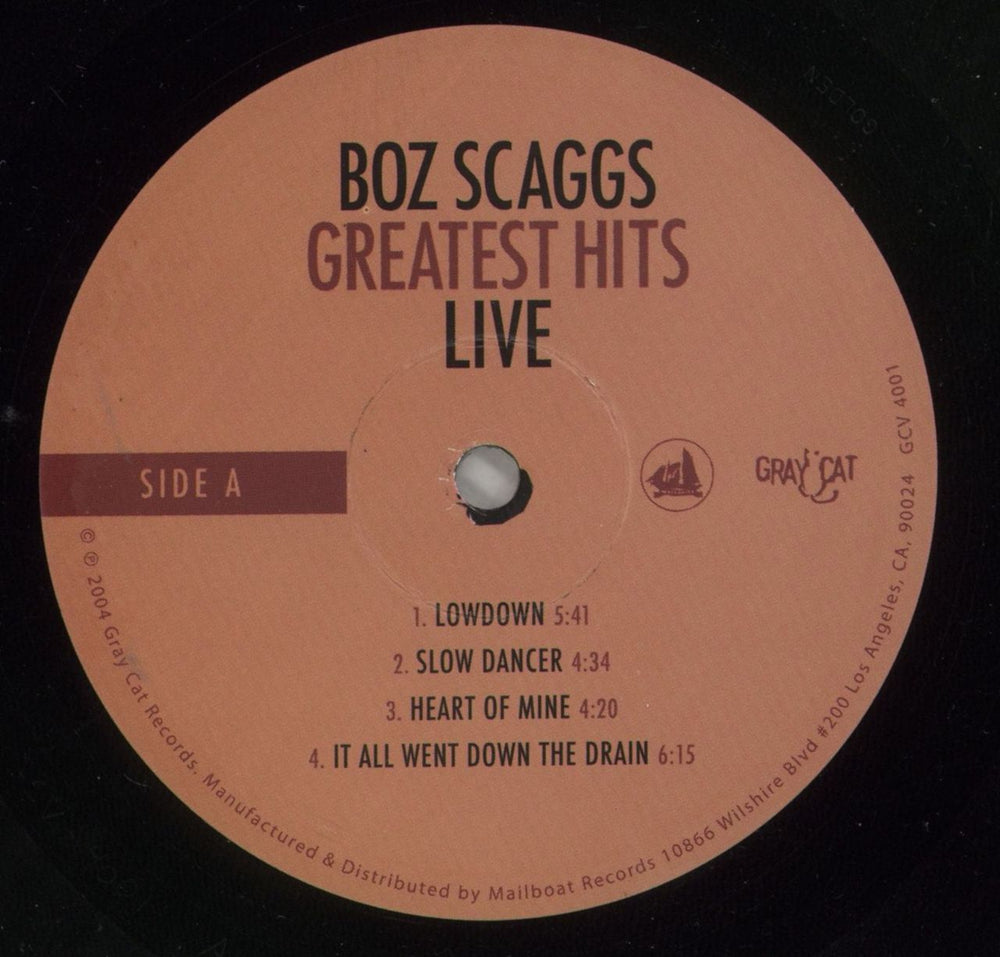 BOZ SCAGGS
GREATEST HITS
LIVE
SIDE A
GRAY CAT
1. LOWDOWN 5:41
2. SLOW DANCER 4:34
3. HEART OF MINE 4:20
4. IT ALL WENT DOWN THE DRAIN 6:15
© ℗ 2004 Gray Cat Records. Manufactured & Distributed by Mailboat Records 10866 Wilshire Blvd #200 Los Angeles, CA, 90024 GCV 4001
GOLDEN